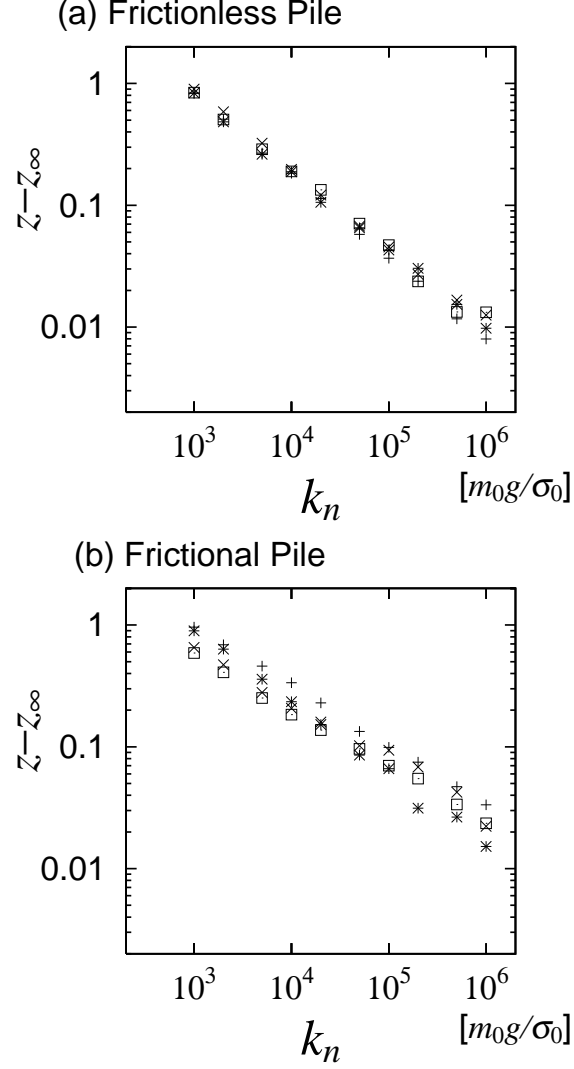 (a) Frictionless Pile
1
0.1
0.01
z−z∞
10³ 10⁴ 10⁵ 10⁶
kₙ [m₀g/σ₀]
(b) Frictional Pile
1
0.1
0.01
z−z∞
10³ 10⁴ 10⁵ 10⁶
kₙ [m₀g/σ₀]